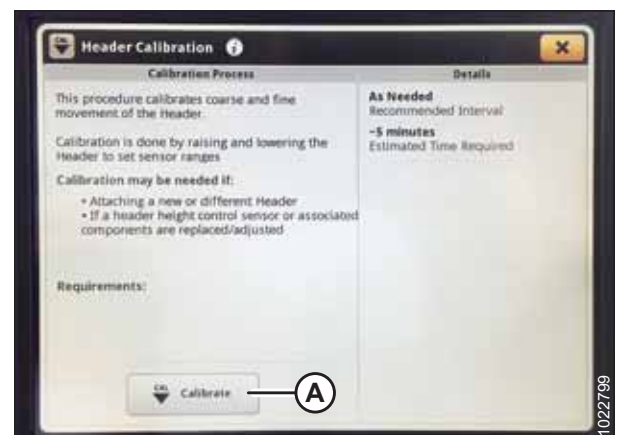 CAL
Header Calibration i
×
Calibration Process
Details
This procedure calibrates coarse and fine
movement of the Header
Calibration is done by raising and lowering the
Header to set sensor ranges
Calibration may be needed if:
• Attaching a new or different Header
• If a header height control sensor or associated
components are replaced/adjusted
Requirements:
As Needed
Recommended Interval
~5 minutes
Estimated Time Required
CAL
Calibrate
A
1022799